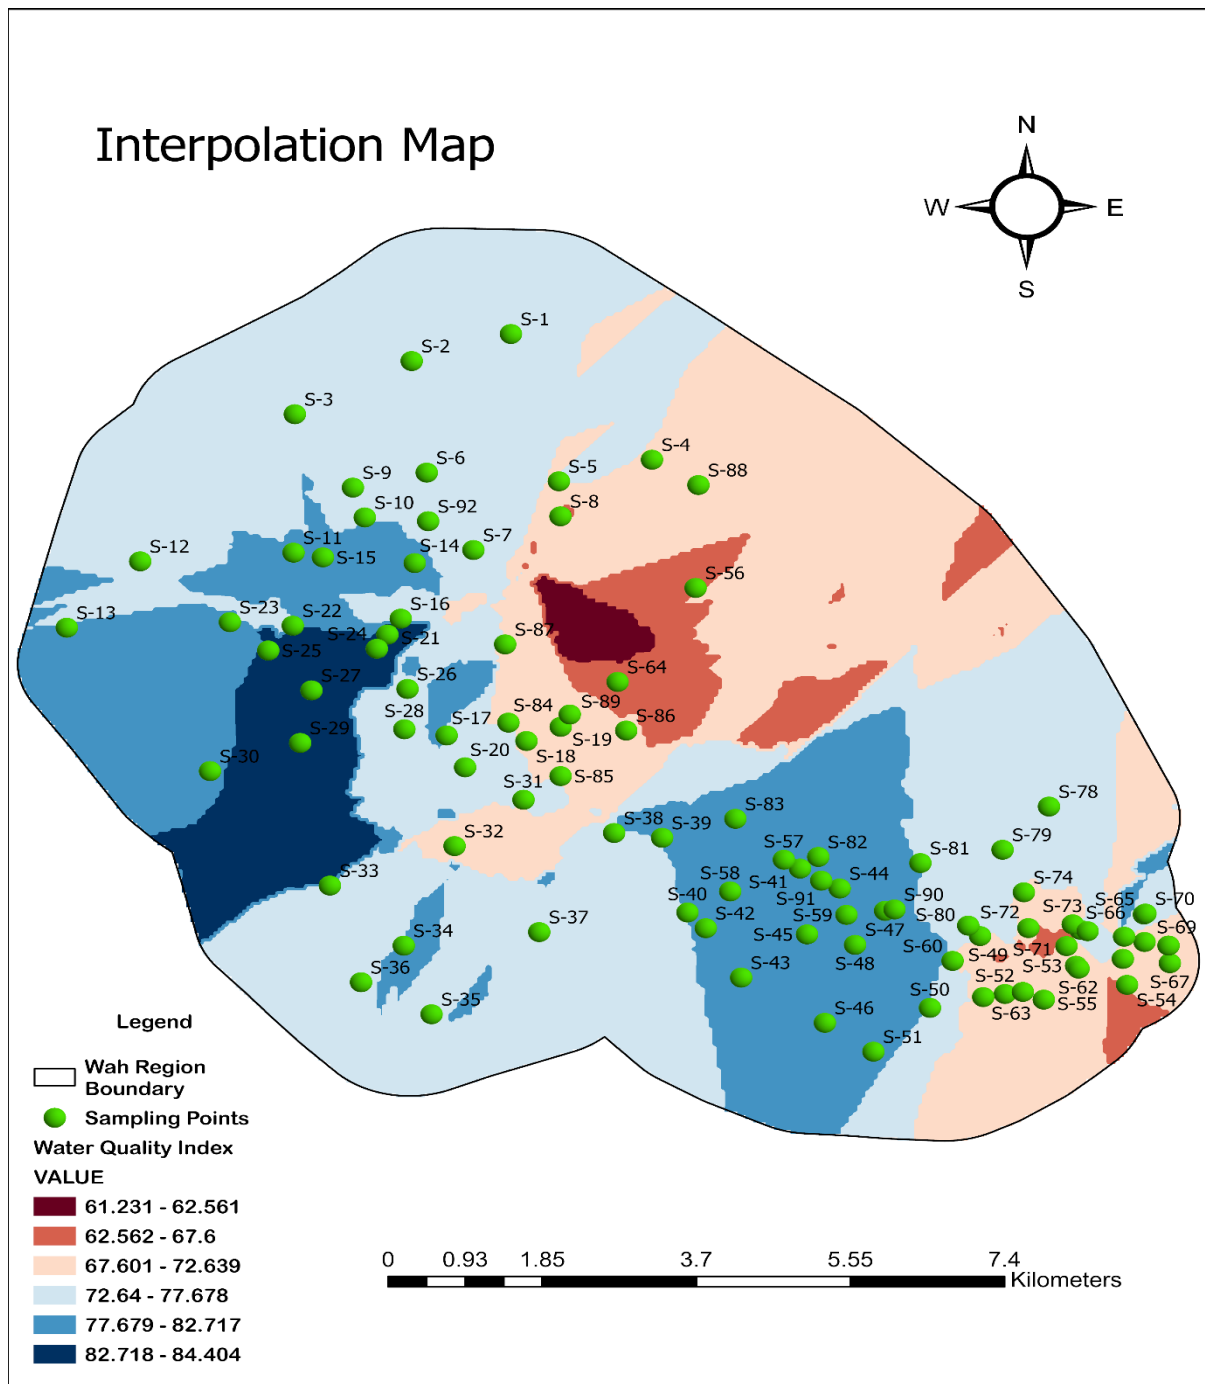 Interpolation Map
N
W E
S
S-1
S-2
S-3
S-4
S-6
S-5
S-9
S-88
S-10
S-92
S-8
S-7
S-11
S-12
S-15
S-14
S-56
S-13
S-23
S-22
S-16
S-24
S-21
S-87
S-25
S-64
S-27
S-26
S-28
S-84
S-89
S-29
S-17
S-19
S-86
S-18
S-30
S-20
S-85
S-31
S-78
S-38
S-39
S-83
S-32
S-79
S-57
S-82
S-81
S-33
S-58
S-41
S-44
S-74
S-40
S-91
S-90
S-42
S-59
S-80
S-72
S-73
S-65
S-70
S-37
S-34
S-45
S-47
S-66
S-69
S-60
S-49
S-71
S-36
S-43
S-48
S-53
S-52
S-62
S-67
S-35
S-46
S-50
S-63
S-55
S-54
S-51
Legend
Wah Region
Boundary
Sampling Points
Water Quality Index
VALUE
61.231 - 62.561
62.562 - 67.6
67.601 - 72.639
72.64 - 77.678
77.679 - 82.717
82.718 - 84.404
0 0.93 1.85 3.7 5.55 7.4
Kilometers